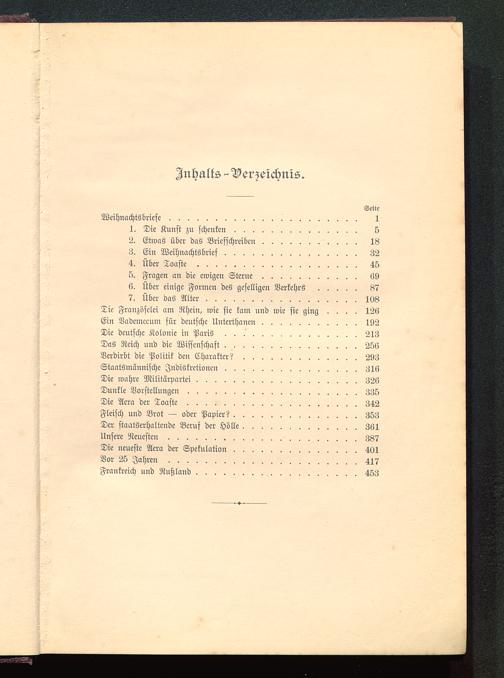 Inhalts-Verzeichnis.
Seite
Weihnachtsbriefe . . . . . . . . . . . . . . . . . . . . 1
1. Die Kunst zu schenken . . . . . . . . . . . . . . 5
2. Etwas über das Briefschreiben . . . . . . . . . . . 18
3. Ein Weihnachtsbrief . . . . . . . . . . . . . . . 32
4. Über Toaste . . . . . . . . . . . . . . . . . 45
5. Fragen an die ewigen Sterne . . . . . . . . . . . 69
6. Über einige Formen des geselligen Verkehrs . . . . . . 87
7. Über das Alter . . . . . . . . . . . . . . . . 108
Die Französelei am Rhein, wie sie kam und wie sie ging . . . . 126
Ein Vademecum für deutsche Unterthanen . . . . . . . . . . 192
Die deutsche Kolonie in Paris . . . . . . . . . . . . . . 213
Das Reich und die Wissenschaft . . . . . . . . . . . . . . 256
Verdirbt die Politik den Charakter? . . . . . . . . . . . . 293
Staatsmännische Indiskretionen . . . . . . . . . . . . . . 316
Die wahre Militärpartei . . . . . . . . . . . . . . . . . 326
Dunkle Vorstellungen . . . . . . . . . . . . . . . . . . 335
Die Aera der Toaste . . . . . . . . . . . . . . . . . . 342
Fleisch und Brot — oder Papier? . . . . . . . . . . . . . 353
Der staatserhaltende Beruf der Hölle . . . . . . . . . . . . 361
Unsere Neuesten . . . . . . . . . . . . . . . . . . . 387
Die neueste Aera der Spekulation . . . . . . . . . . . . . 401
Vor 25 Jahren . . . . . . . . . . . . . . . . . . . . 417
Frankreich und Rußland . . . . . . . . . . . . . . . . . 453